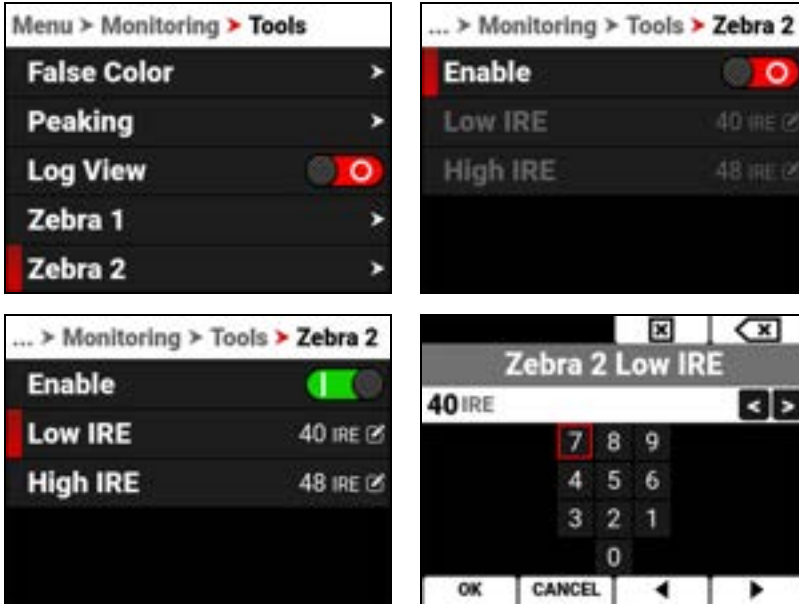 Menu > Monitoring > Tools
False Color >
Peaking >
Log View
Zebra 1 >
Zebra 2 >
... > Monitoring > Tools > Zebra 2
Enable
Low IRE 40 IRE
High IRE 48 IRE
... > Monitoring > Tools > Zebra 2
Enable
Low IRE 40 IRE
High IRE 48 IRE
Zebra 2 Low IRE
40 IRE < >
7 8 9
4 5 6
3 2 1
0
OK CANCEL ◀ ▶